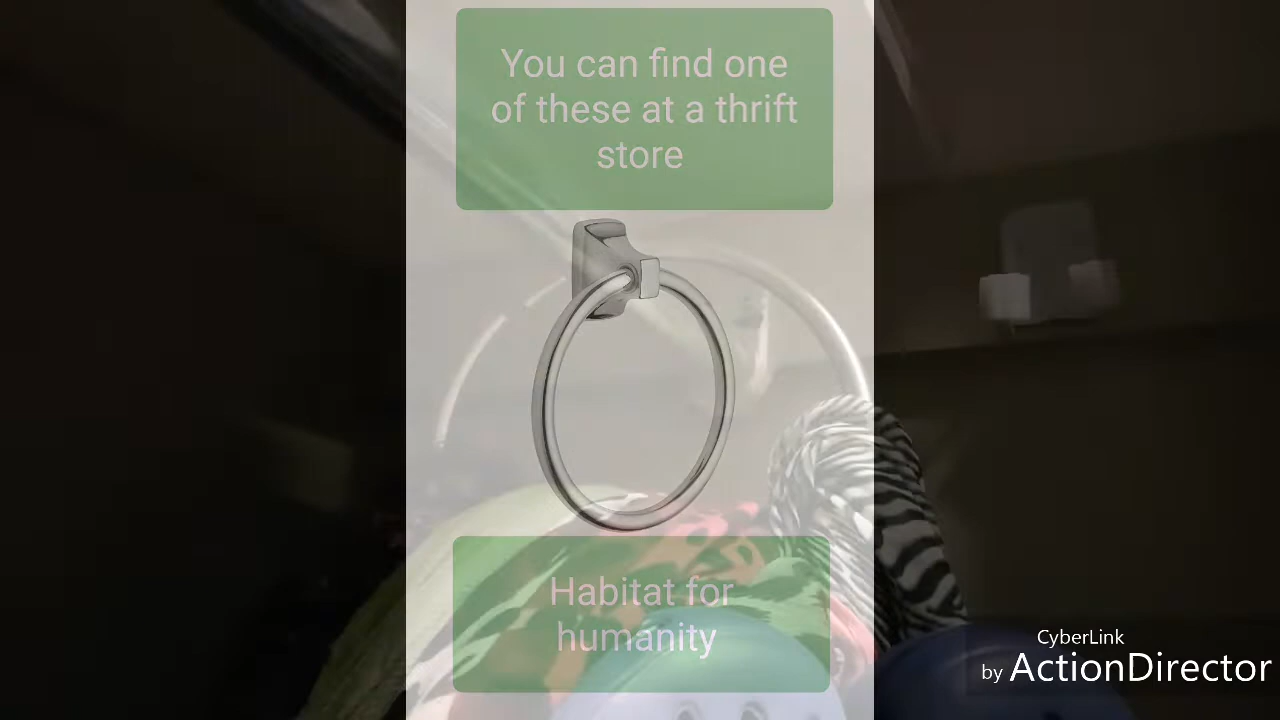 You can find one
of these at a thrift
store
Habitat for
humanity
CyberLink
by ActionDirector